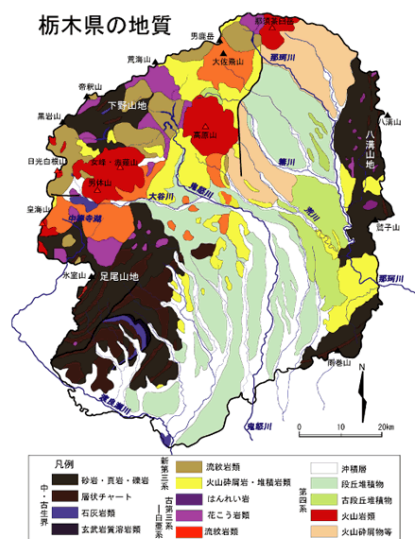 栃木県の地質
男鹿岳
那須茶臼岳
荒海山
大佐飛山
那珂川
帝釈山
下野山地
黒岩山
高原山
八溝山
八溝山地
日光白根山
女峰・赤薙山
箒川
男体山
大谷川
鬼怒川
荒川
皇海山
中禅寺湖
鷲子山
氷室山
足尾山地
那珂川
雨巻山
N
渡良瀬川
鬼怒川
0 10 20km
凡例
中・古生界
砂岩・頁岩・礫岩
層状チャート
石灰岩類
玄武岩質溶岩類
新第三系
流紋岩類
火山砕屑岩・堆積岩類
古第三系―白亜系
はんれい岩
花こう岩類
流紋岩類
第四系
沖積層
段丘堆積物
古段丘堆積物
火山岩類
火山砕屑物等